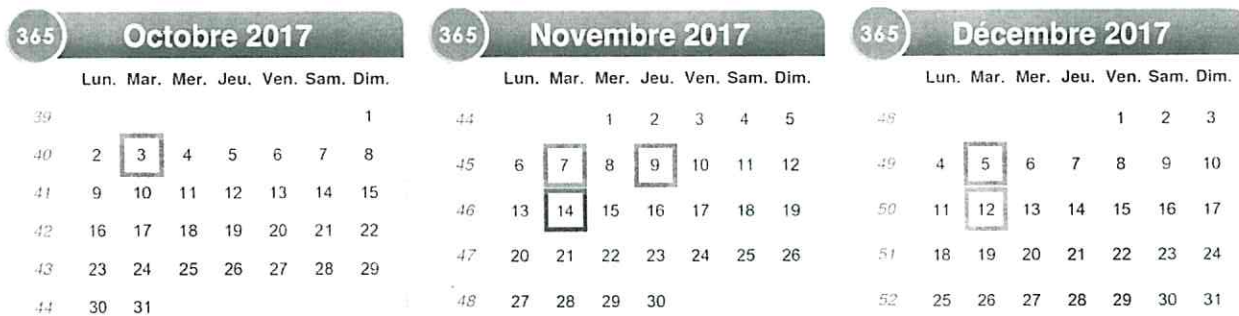 365 Octobre 2017
Lun. Mar. Mer. Jeu. Ven. Sam. Dim.
39 1
40 2 3 4 5 6 7 8
41 9 10 11 12 13 14 15
42 16 17 18 19 20 21 22
43 23 24 25 26 27 28 29
44 30 31
365 Novembre 2017
Lun. Mar. Mer. Jeu. Ven. Sam. Dim.
44 1 2 3 4 5
45 6 7 8 9 10 11 12
46 13 14 15 16 17 18 19
47 20 21 22 23 24 25 26
48 27 28 29 30
365 Décembre 2017
Lun. Mar. Mer. Jeu. Ven. Sam. Dim.
48 1 2 3
49 4 5 6 7 8 9 10
50 11 12 13 14 15 16 17
51 18 19 20 21 22 23 24
52 25 26 27 28 29 30 31